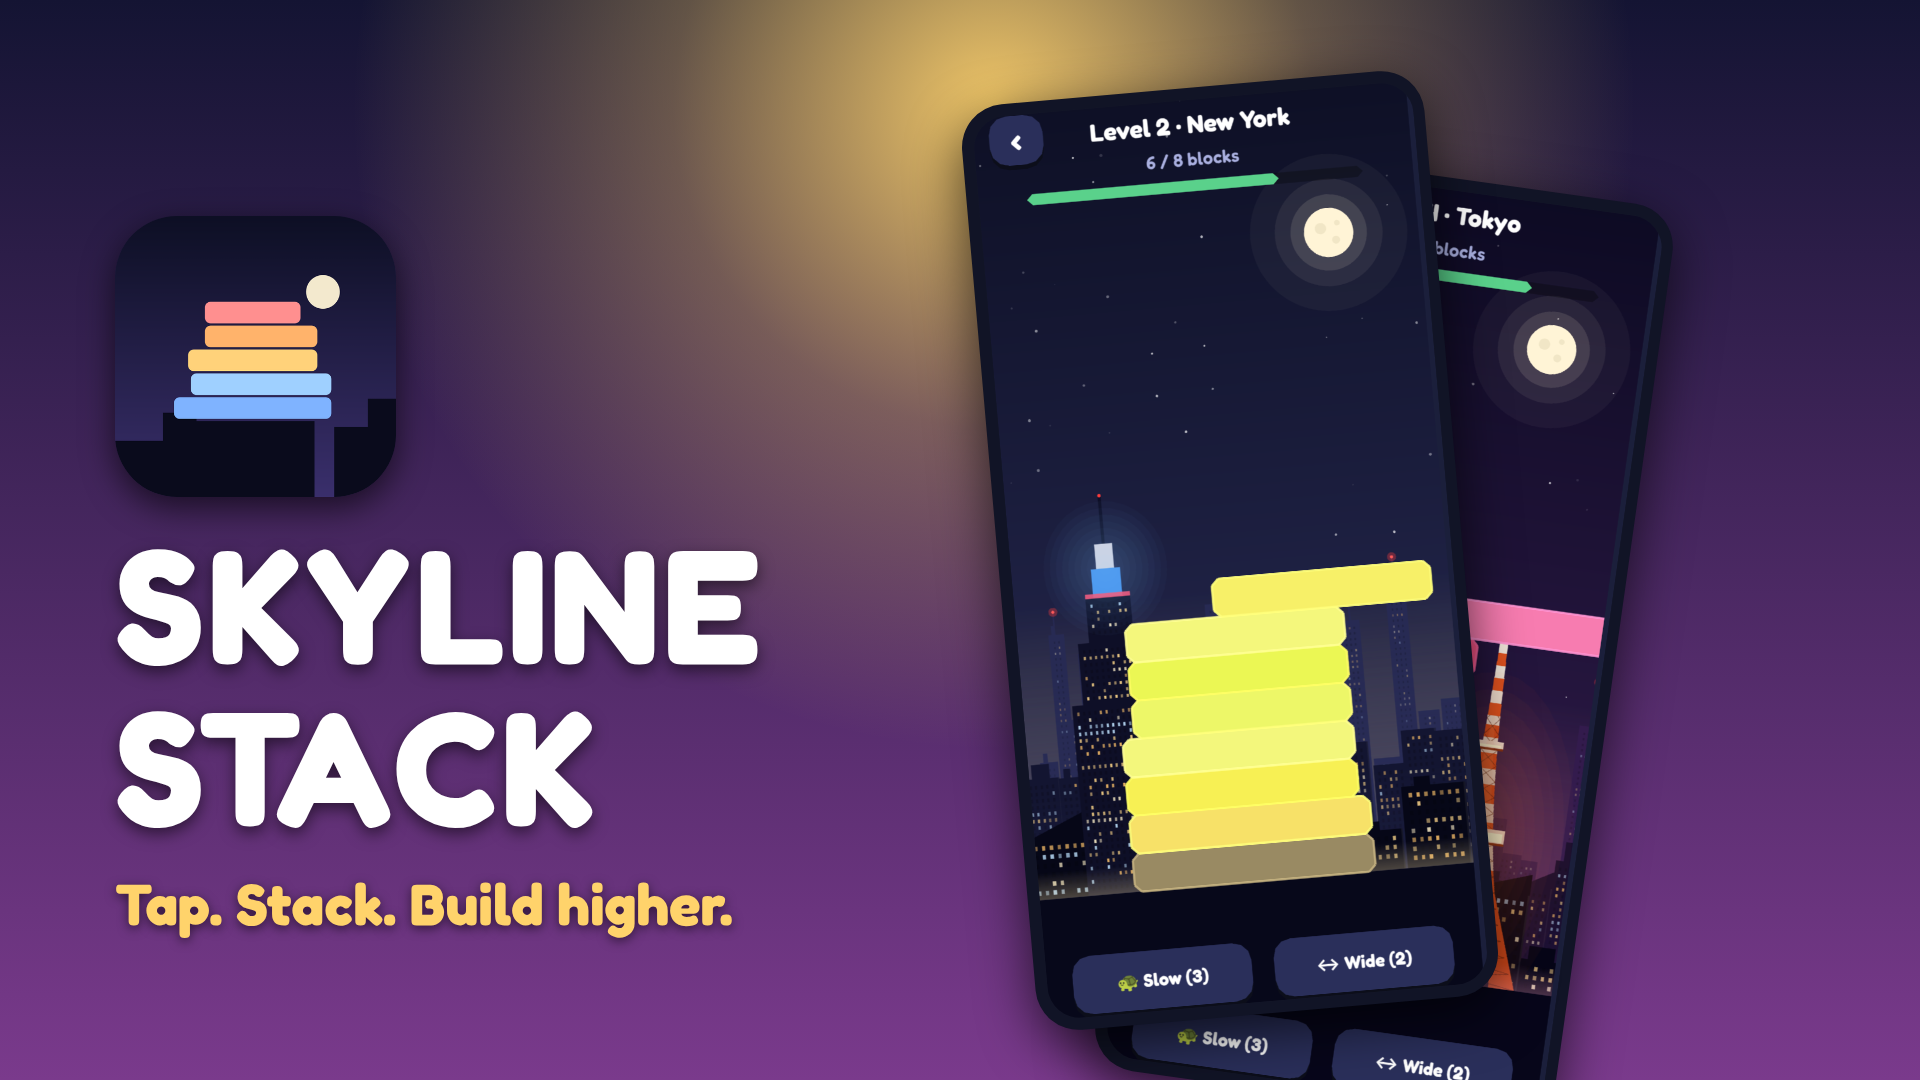 SKYLINE
STACK
Tap. Stack. Build higher.
Level 2 · New York
6 / 8 blocks
Slow (3)
Wide (2)
· Tokyo
blocks
Slow (3)
Wide (2)